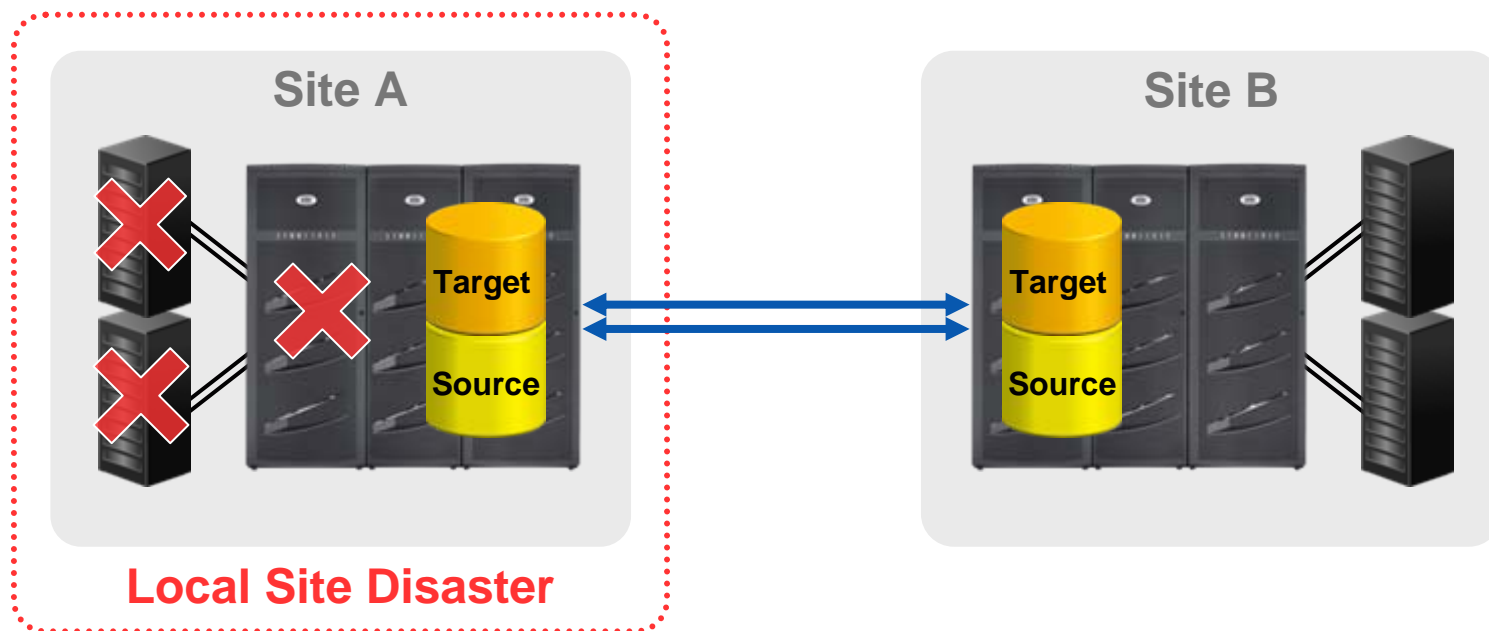 Site A
Site B
Target
Source
Target
Source
Local Site Disaster